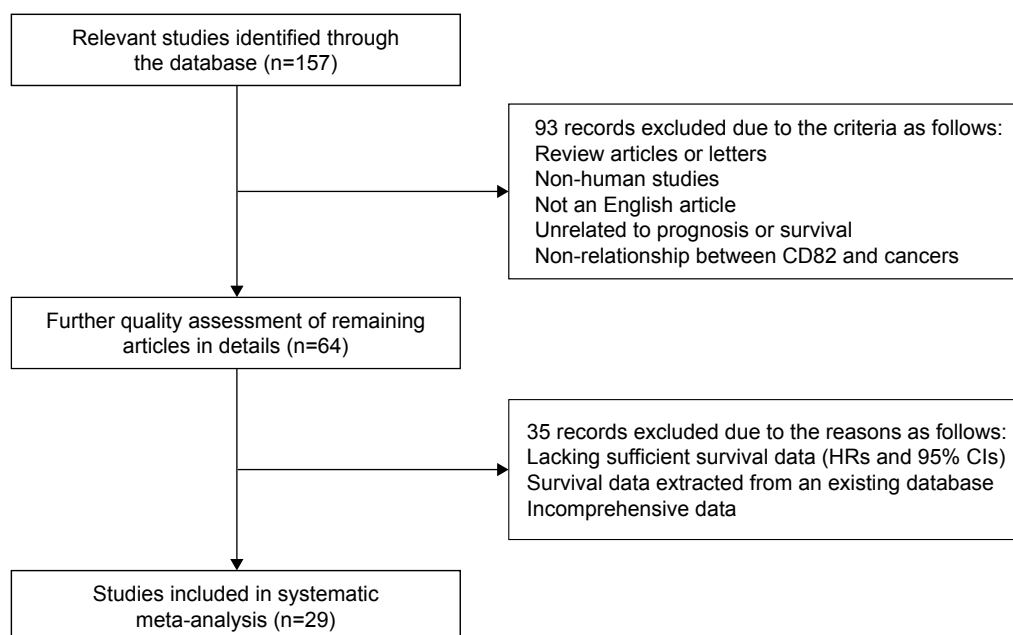 Relevant studies identified through
the database (n=157)
93 records excluded due to the criteria as follows:
Review articles or letters
Non-human studies
Not an English article
Unrelated to prognosis or survival
Non-relationship between CD82 and cancers
Further quality assessment of remaining
articles in details (n=64)
35 records excluded due to the reasons as follows:
Lacking sufficient survival data (HRs and 95% CIs)
Survival data extracted from an existing database
Incomprehensive data
Studies included in systematic
meta-analysis (n=29)